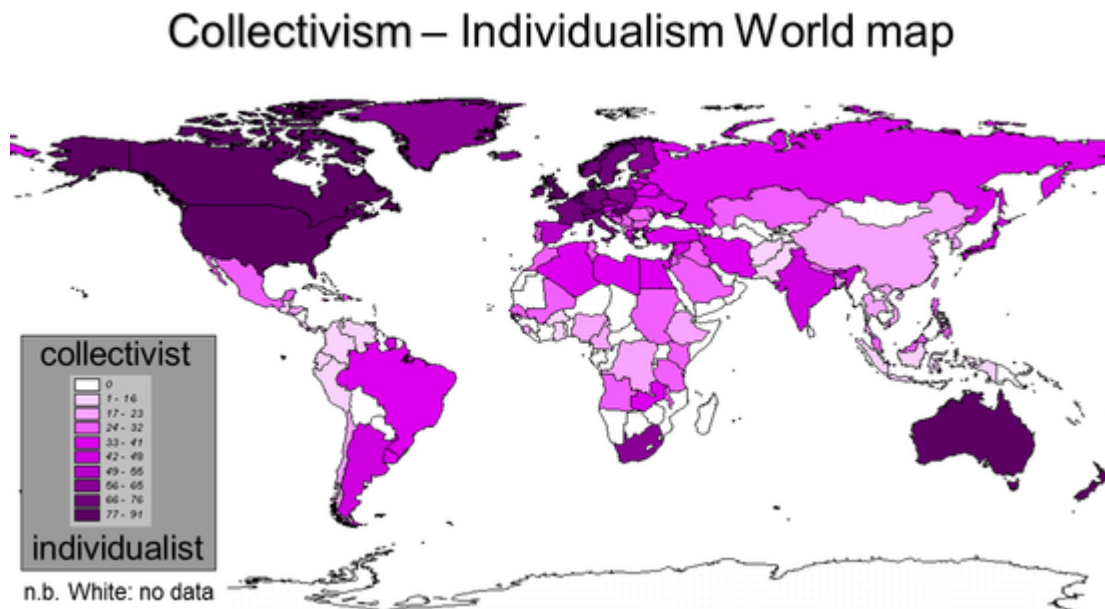 Collectivism – Individualism World map
collectivist
0
1 - 16
17 - 23
24 - 32
33 - 41
42 - 48
49 - 55
56 - 65
66 - 76
77 - 91
individualist
n.b. White: no data